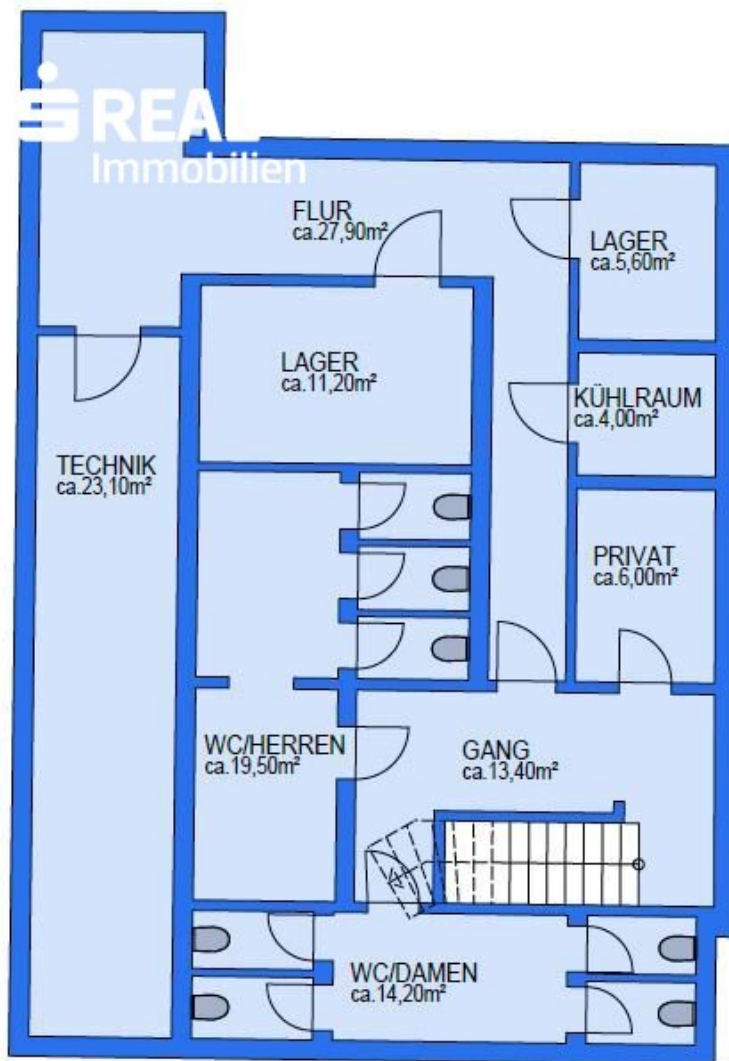 S REAL
Immobilien
FLUR
ca.27,90m²
LAGER
ca.5,60m²
LAGER
ca.11,20m²
KÜHLRAUM
ca.4,00m²
TECHNIK
ca.23,10m²
PRIVAT
ca.6,00m²
WC/HERREN
ca.19,50m²
GANG
ca.13,40m²
WC/DAMEN
ca.14,20m²